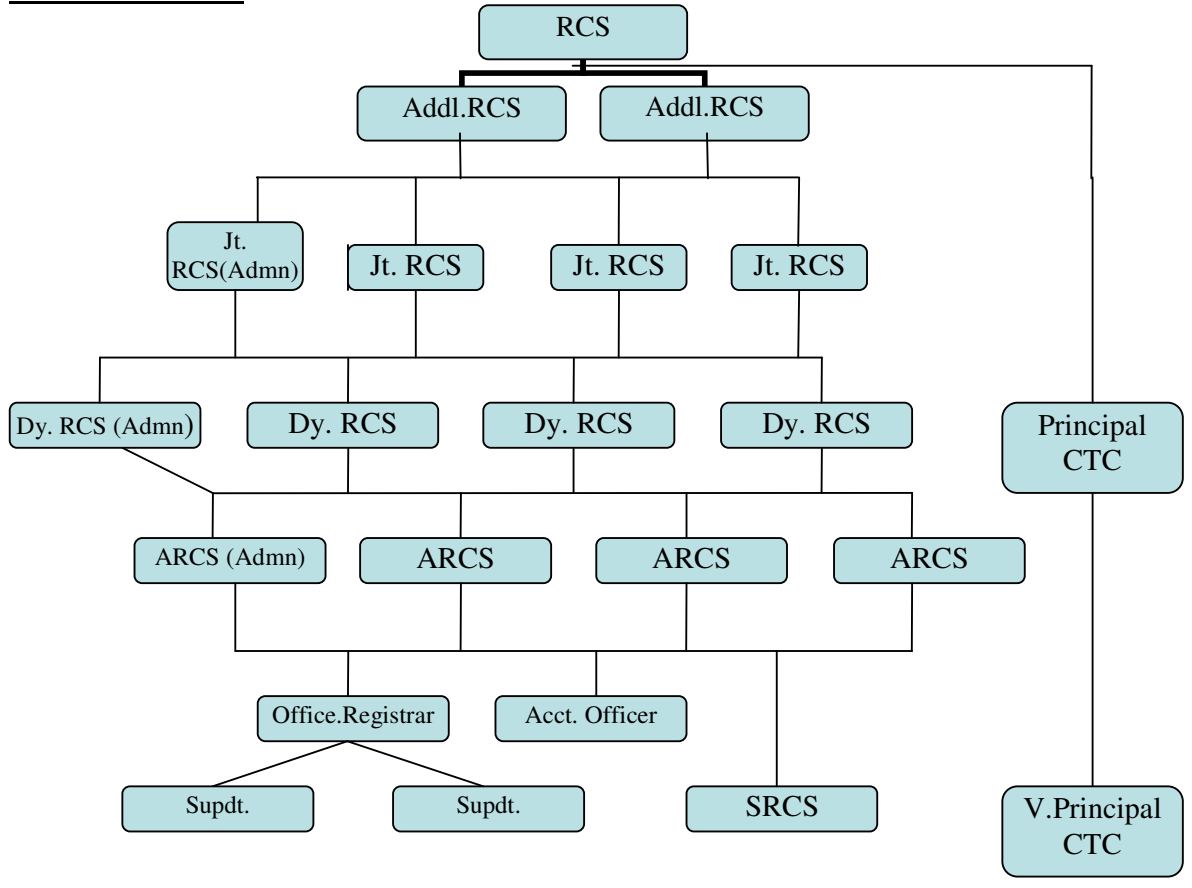 RCS
Addl.RCS
Addl.RCS
Jt.
RCS(Admn)
Jt. RCS
Jt. RCS
Jt. RCS
Dy. RCS (Admn)
Dy. RCS
Dy. RCS
Dy. RCS
Principal
CTC
ARCS (Admn)
ARCS
ARCS
ARCS
Office.Registrar
Acct. Officer
Supdt.
Supdt.
SRCS
V.Principal
CTC